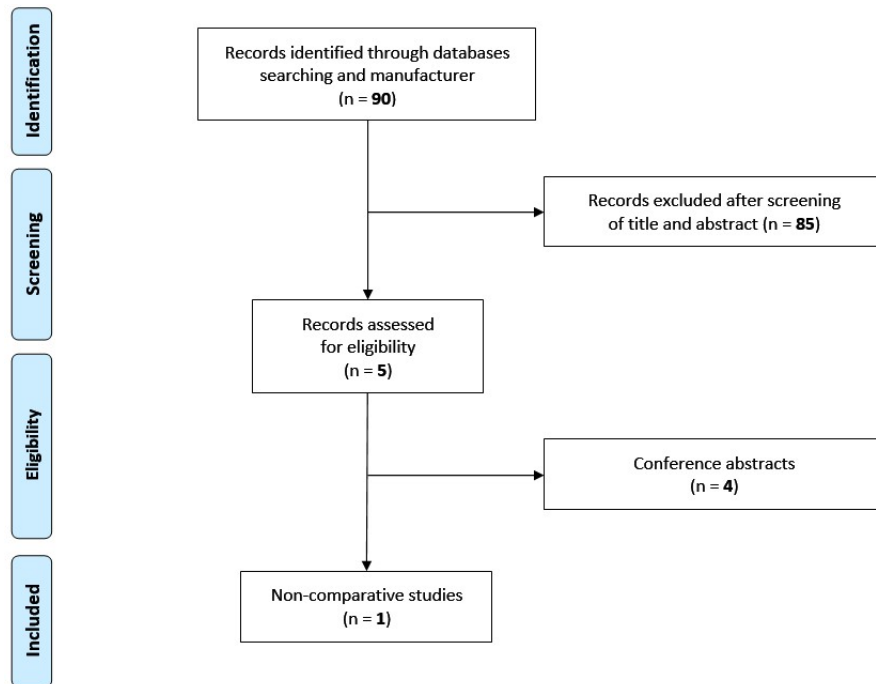 Identification
Records identified through databases
searching and manufacturer
(n = 90)
Screening
Records excluded after screening
of title and abstract (n = 85)
Records assessed
for eligibility
(n = 5)
Eligibility
Conference abstracts
(n = 4)
Included
Non-comparative studies
(n = 1)